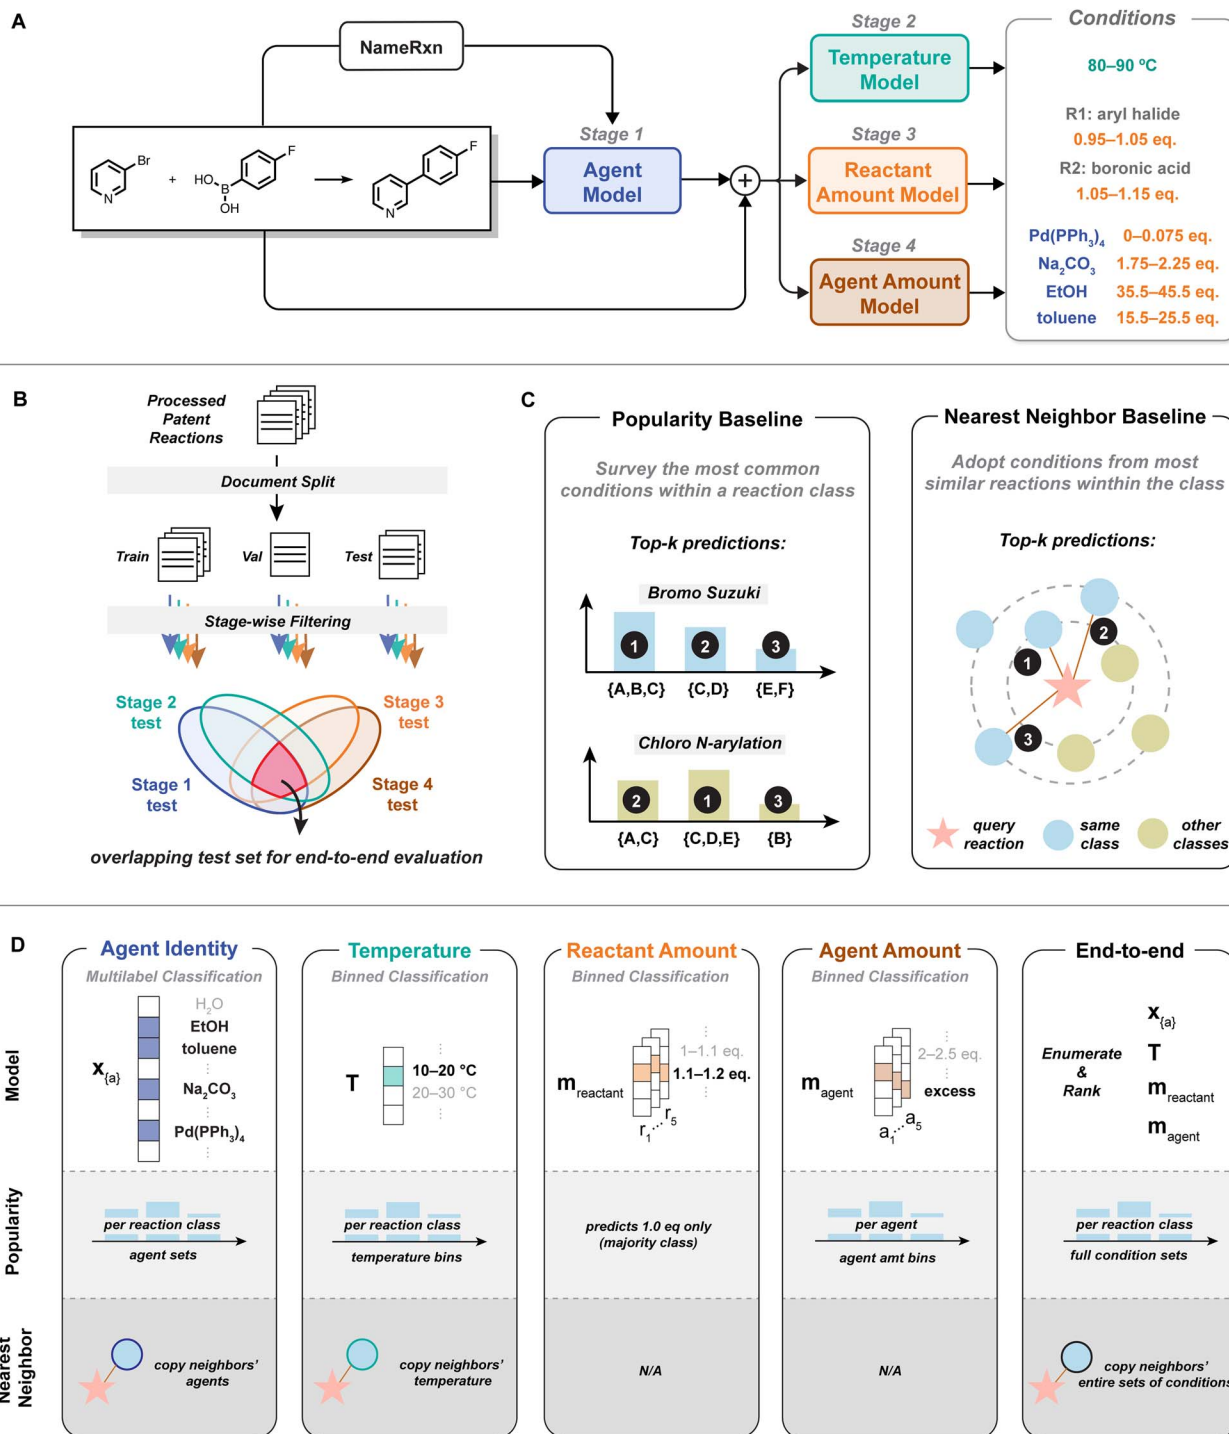 A
NameRxn
Br
N
+
HO
B
OH
F
F
N
Stage 1
Agent
Model
+
Stage 2
Temperature
Model
Stage 3
Reactant
Amount Model
Stage 4
Agent Amount
Model
Conditions
80–90 ºC
R1: aryl halide
0.95–1.05 eq.
R2: boronic acid
1.05–1.15 eq.
Pd(PPh3)4 0–0.075 eq.
Na2CO3 1.75–2.25 eq.
EtOH 35.5–45.5 eq.
toluene 15.5–25.5 eq.
B
Processed
Patent
Reactions
Document Split
Train
Val
Test
Stage-wise Filtering
Stage 2
test
Stage 3
test
Stage 1
test
Stage 4
test
overlapping test set for end-to-end evaluation
C
Popularity Baseline
Survey the most common
conditions within a reaction class
Top-k predictions:
Bromo Suzuki
1 2 3
{A,B,C} {C,D} {E,F}
Chloro N-arylation
2 1 3
{A,C} {C,D,E} {B}
Nearest Neighbor Baseline
Adopt conditions from most
similar reactions winthin the class
Top-k predictions:
1
2
3
query
reaction
same
class
other
classes
D
Agent Identity
Multilabel Classification
H2O
EtOH
toluene
x{a}
Na2CO3
Pd(PPh3)4
Temperature
Binned Classification
T
10–20 °C
20–30 °C
Reactant Amount
Binned Classification
1–1.1 eq.
1.1–1.2 eq.
mreactant
r1 r5
Agent Amount
Binned Classification
2–2.5 eq.
excess
magent
a1 a5
End-to-end
Enumerate
&
Rank
x{a}
T
mreactant
magent
Model
Popularity
per reaction class
agent sets
per reaction class
temperature bins
predicts 1.0 eq only
(majority class)
per agent
agent amt bins
per reaction class
full condition sets
Nearest
Neighbor
copy neighbors'
agents
copy neighbors'
temperature
N/A
N/A
copy neighbors'
entire sets of conditions